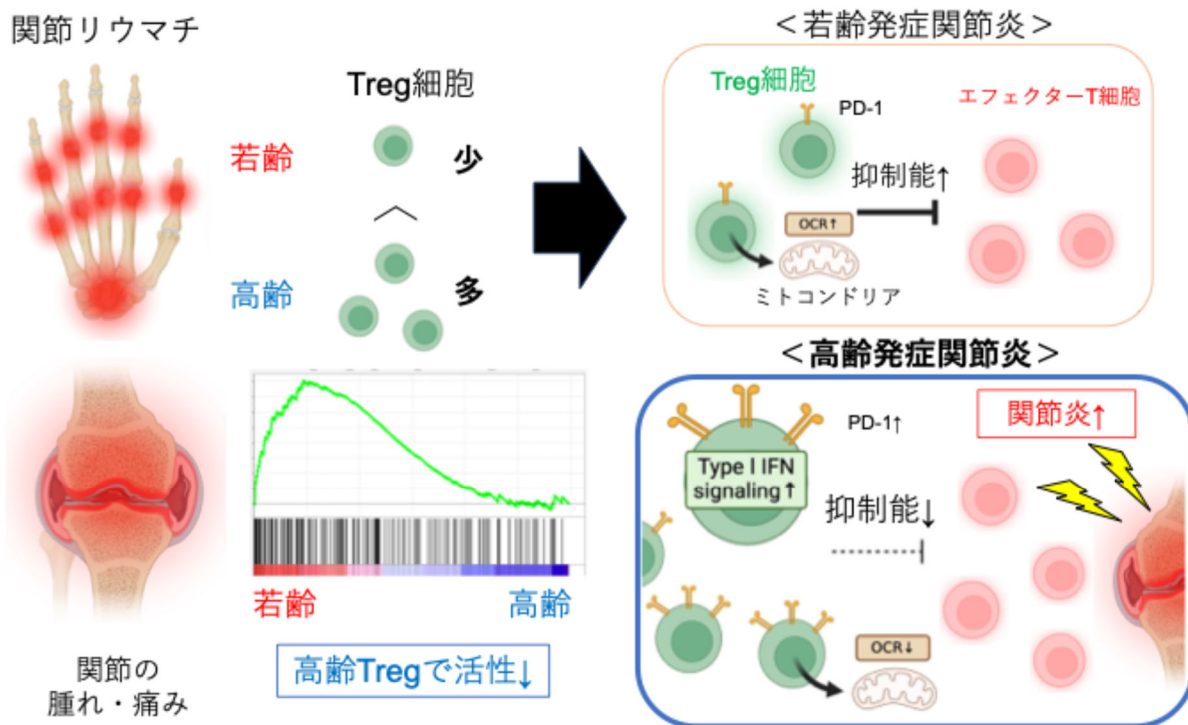 関節リウマチ
関節の
腫れ・痛み
Treg細胞
若齢
少
＜
高齢
多
若齢
高齢
高齢Tregで活性↓
＜若齢発症関節炎＞
Treg細胞
PD-1
エフェクターT細胞
抑制能↑
OCR↑
ミトコンドリア
＜高齢発症関節炎＞
PD-1↑
関節炎↑
Type I IFN
signaling↑
抑制能↓
OCR↓